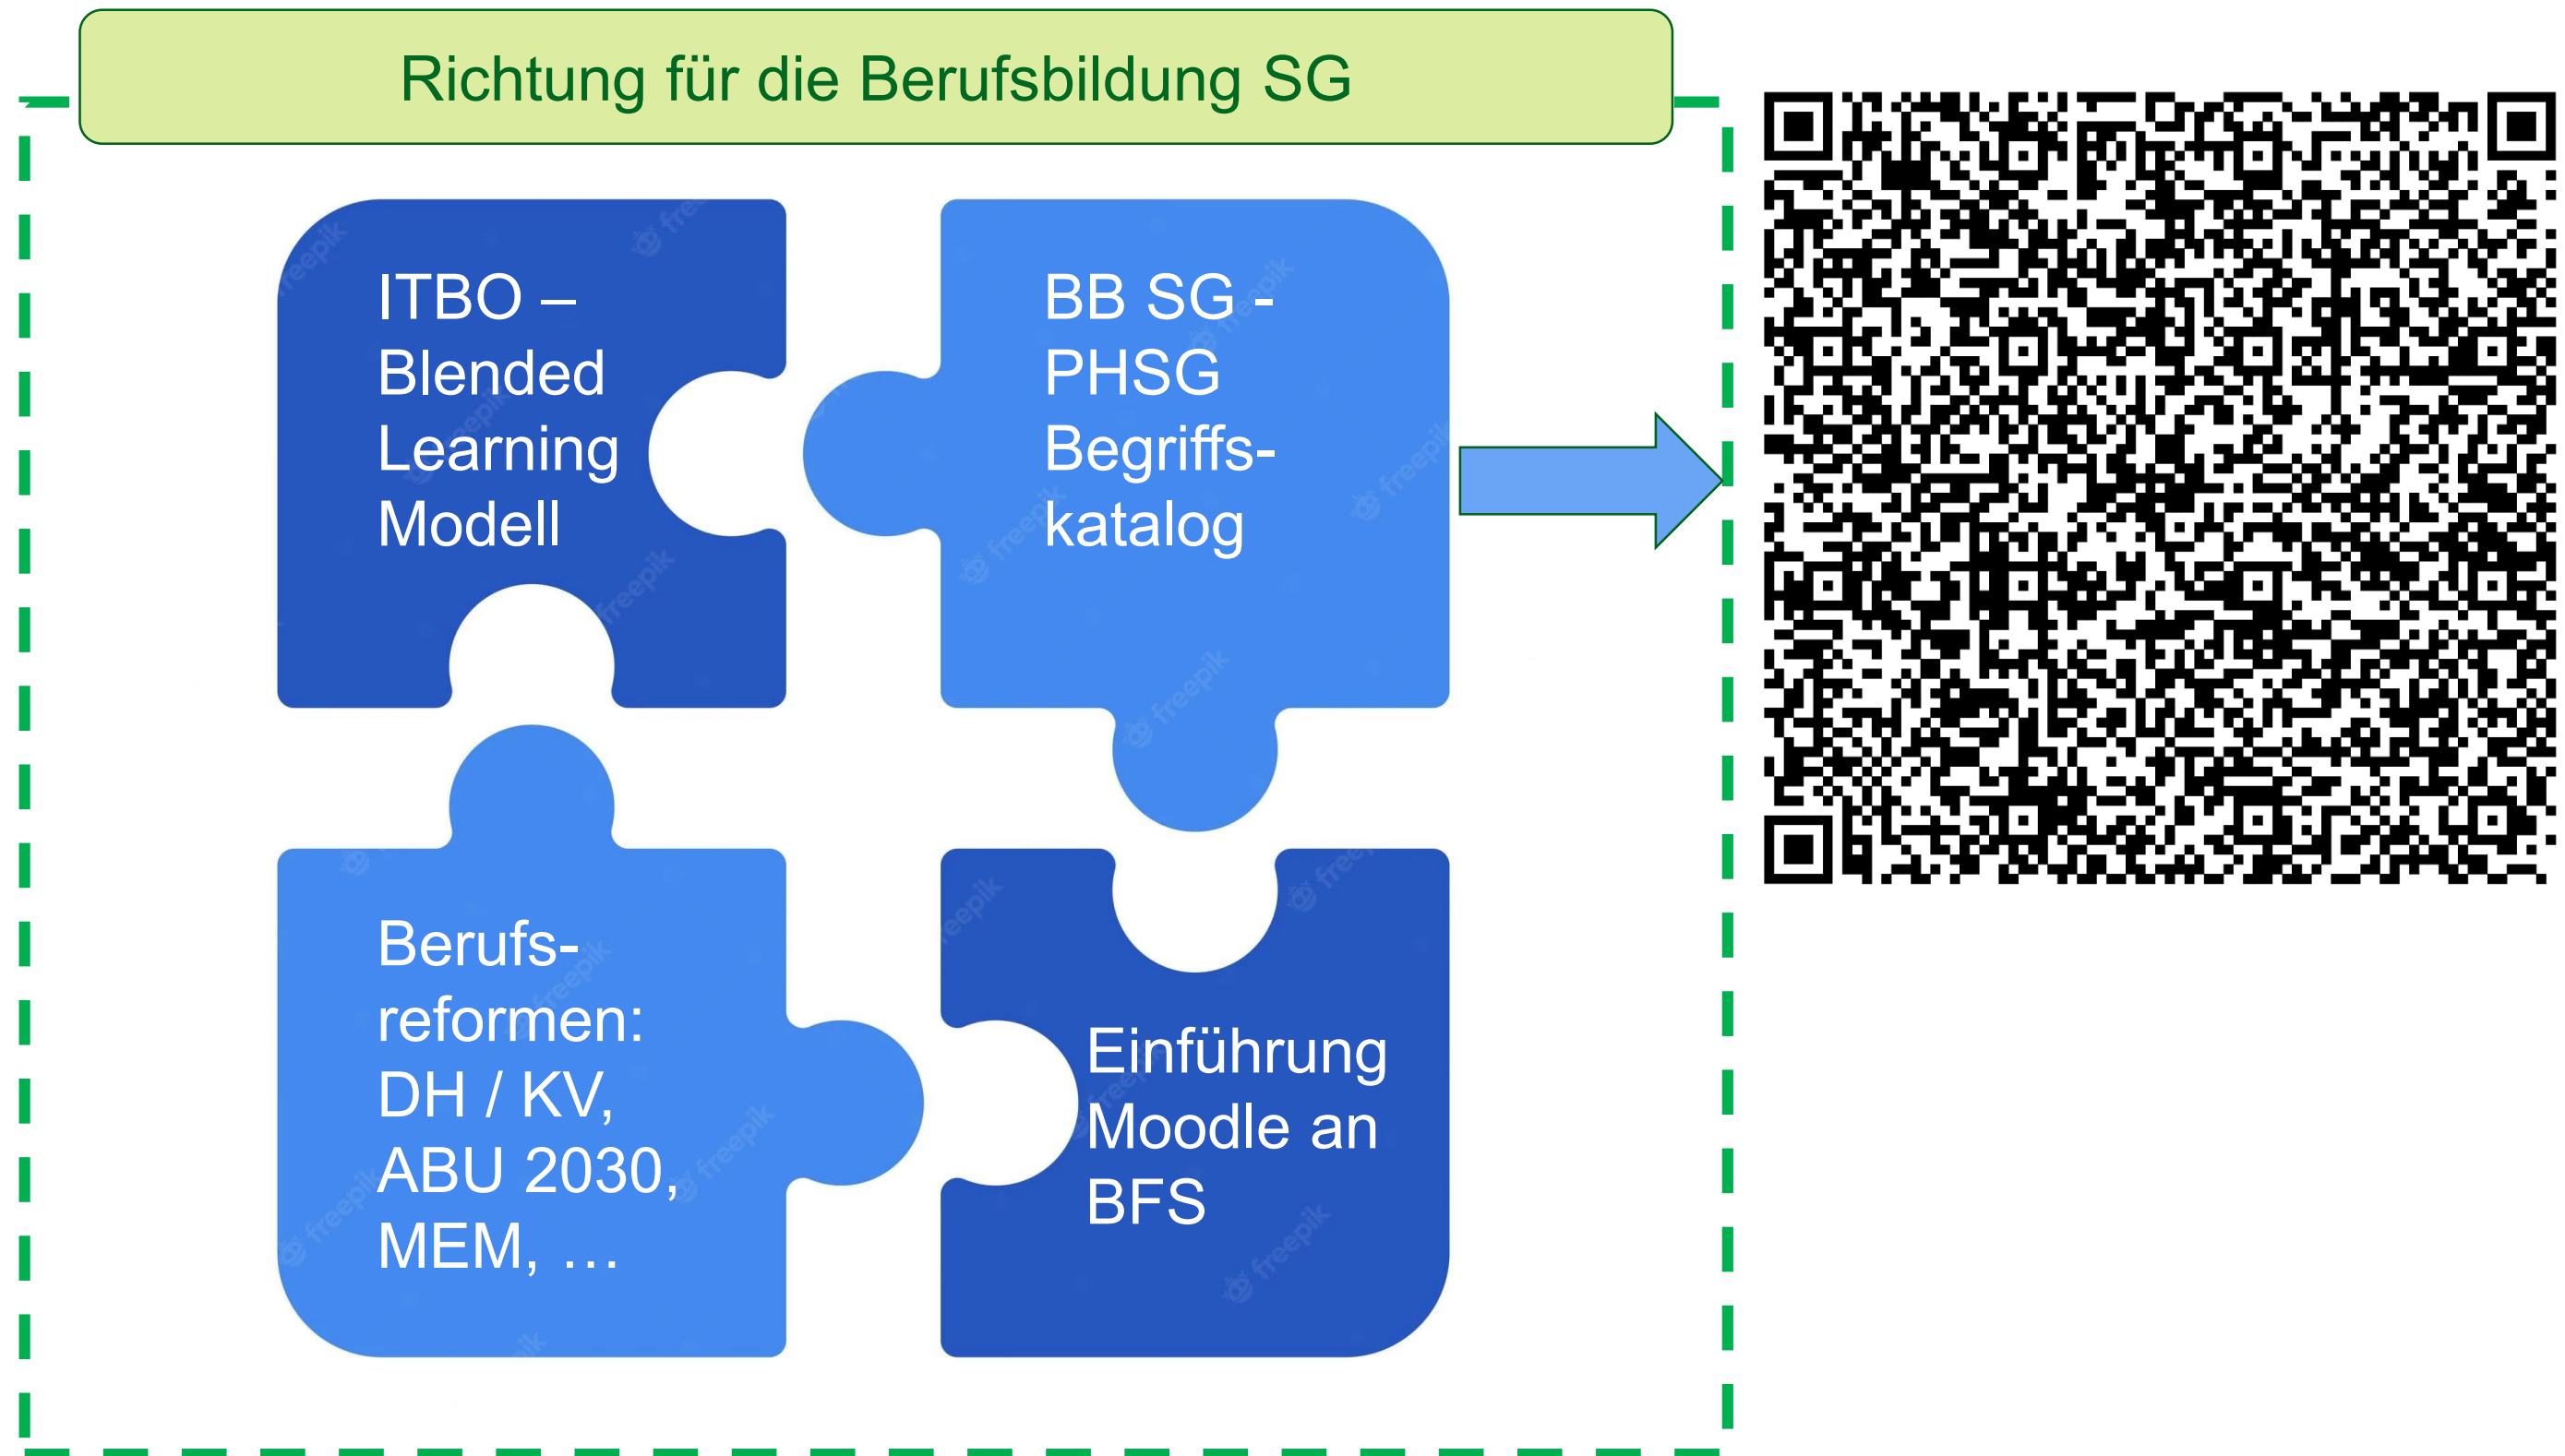 Richtung für die Berufsbildung SG
ITBO –
Blended
Learning
Modell
BB SG -
PHSG
Begriffs-
katalog
Berufs-
reformen:
DH / KV,
ABU 2030,
MEM, …
Einführung
Moodle an
BFS
freepik